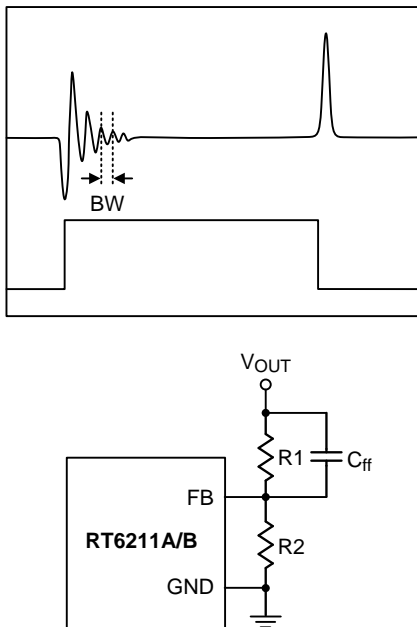 BW
VOUT
R1
Cff
FB
RT6211A/B
R2
GND